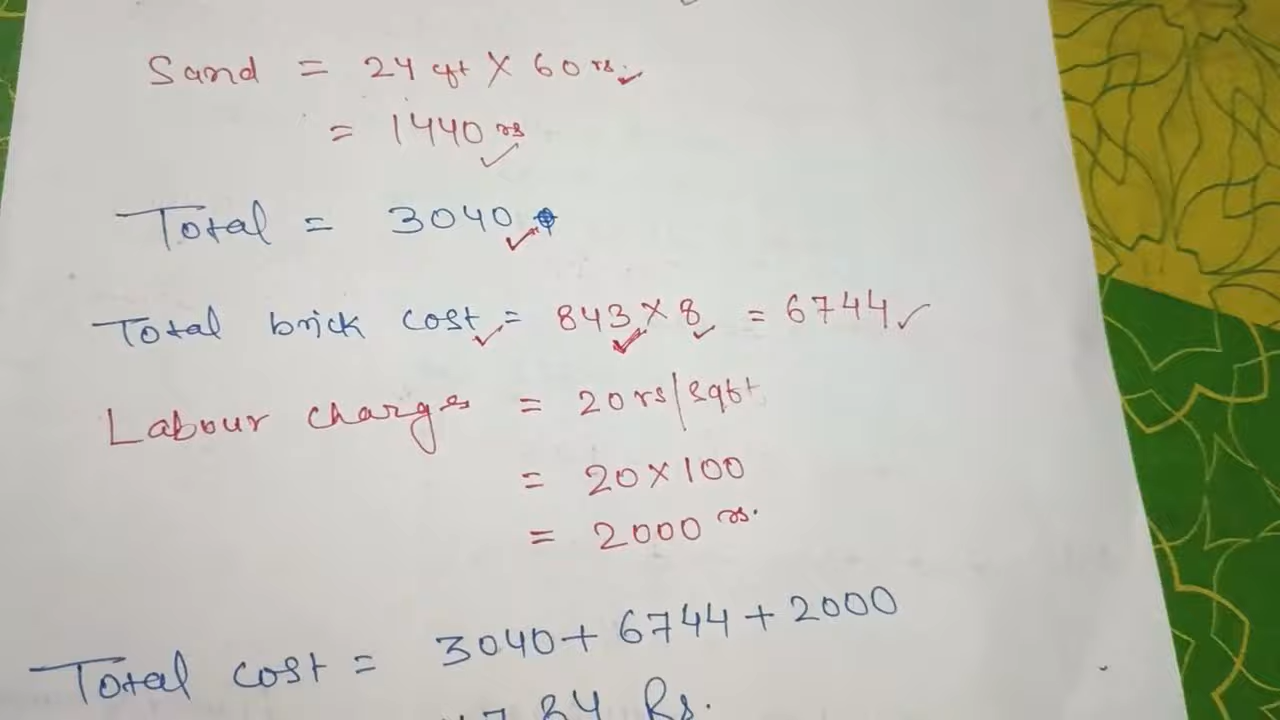 Sand = 24 cft X 60 rs.
= 1440 rs
Total = 3040
Total brick cost = 843 X 8 = 6744
Labour charges = 20 rs/sqft
= 20 X 100
= 2000 rs.
Total cost = 3040 + 6744 + 2000
Rs.